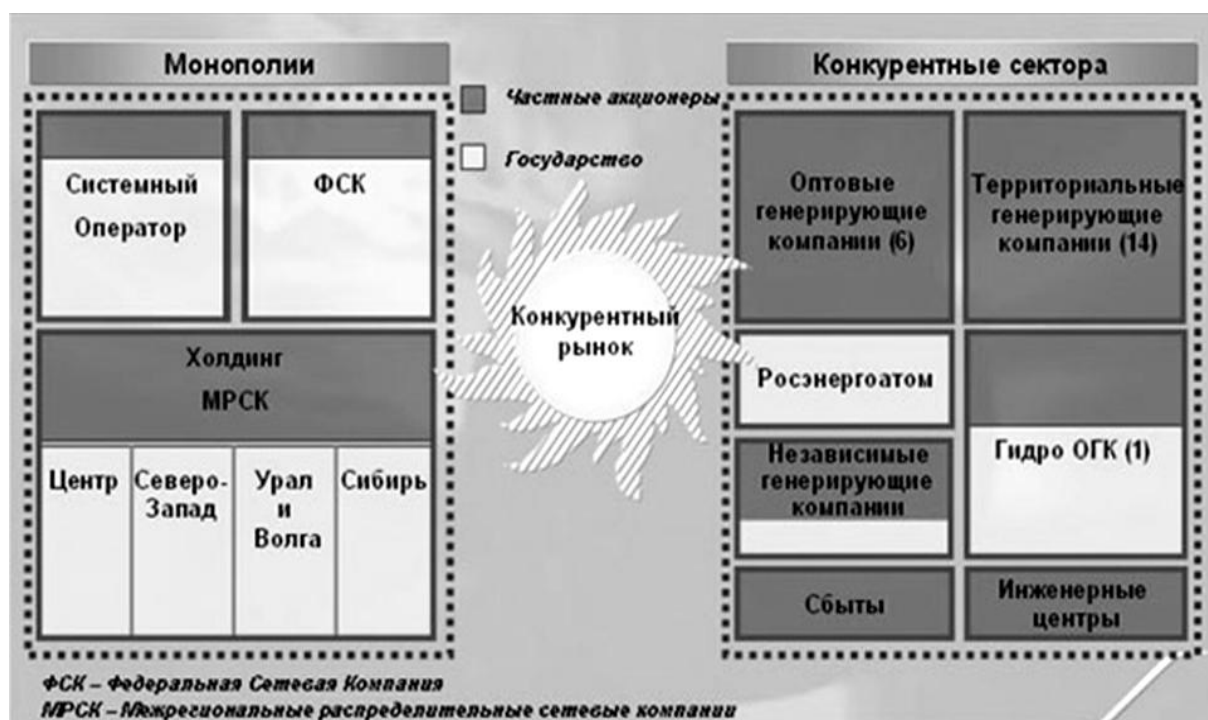 Монополии
Частные акционеры
Государство
Конкурентные сектора
Системный
Оператор
ФСК
Холдинг
МРСК
Центр
Северо-
Запад
Урал
и
Волга
Сибирь
Конкурентный
рынок
Оптовые
генерирующие
компании (6)
Территориальные
генерирующие
компании (14)
Росэнергоатом
Независимые
генерирующие
компании
Гидро ОГК (1)
Сбыты
Инженерные
центры
ФСК – Федеральная Сетевая Компания
МРСК – Межрегиональные распределительные сетевые компании